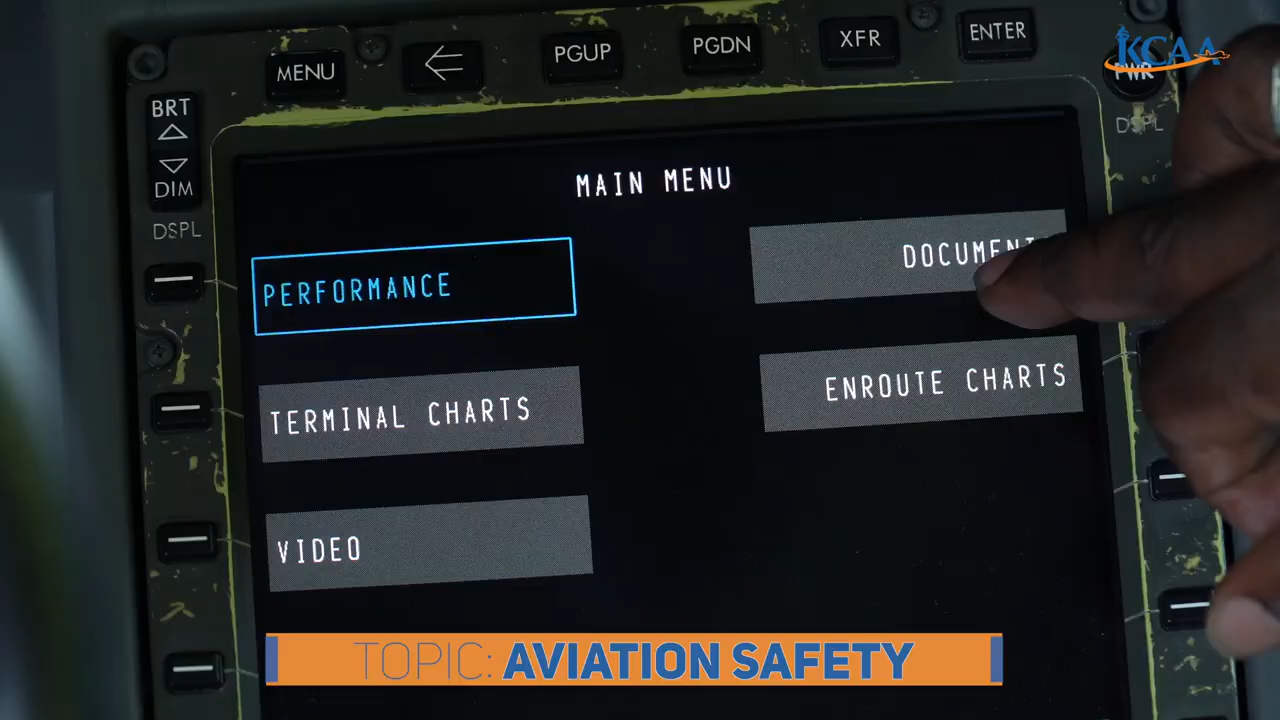 MENU
PGUP
PGDN
XFR
ENTER
KCAA
PWR
DSPL
BRT
DIM
DSPL
MAIN MENU
PERFORMANCE
TERMINAL CHARTS
ENROUTE CHARTS
VIDEO
TOPIC: AVIATION SAFETY